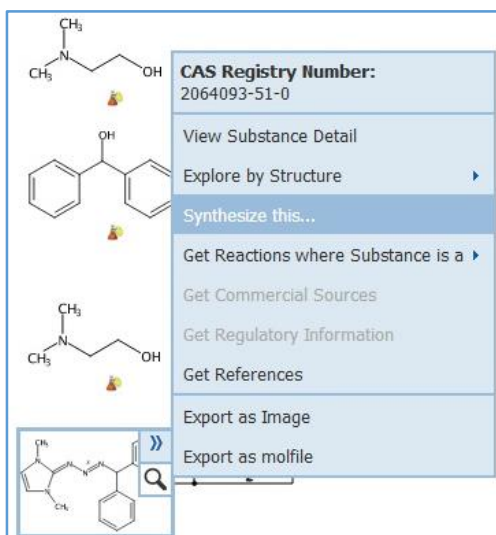 CH₃
N
CH₃
OH
CAS Registry Number:
2064093-51-0
OH
View Substance Detail
Explore by Structure
Synthesize this...
Get Reactions where Substance is a
Get Commercial Sources
CH₃
N
CH₃
OH
Get Regulatory Information
Get References
Export as Image
Export as molfile
CH₃
N
N
N
N
CH₃